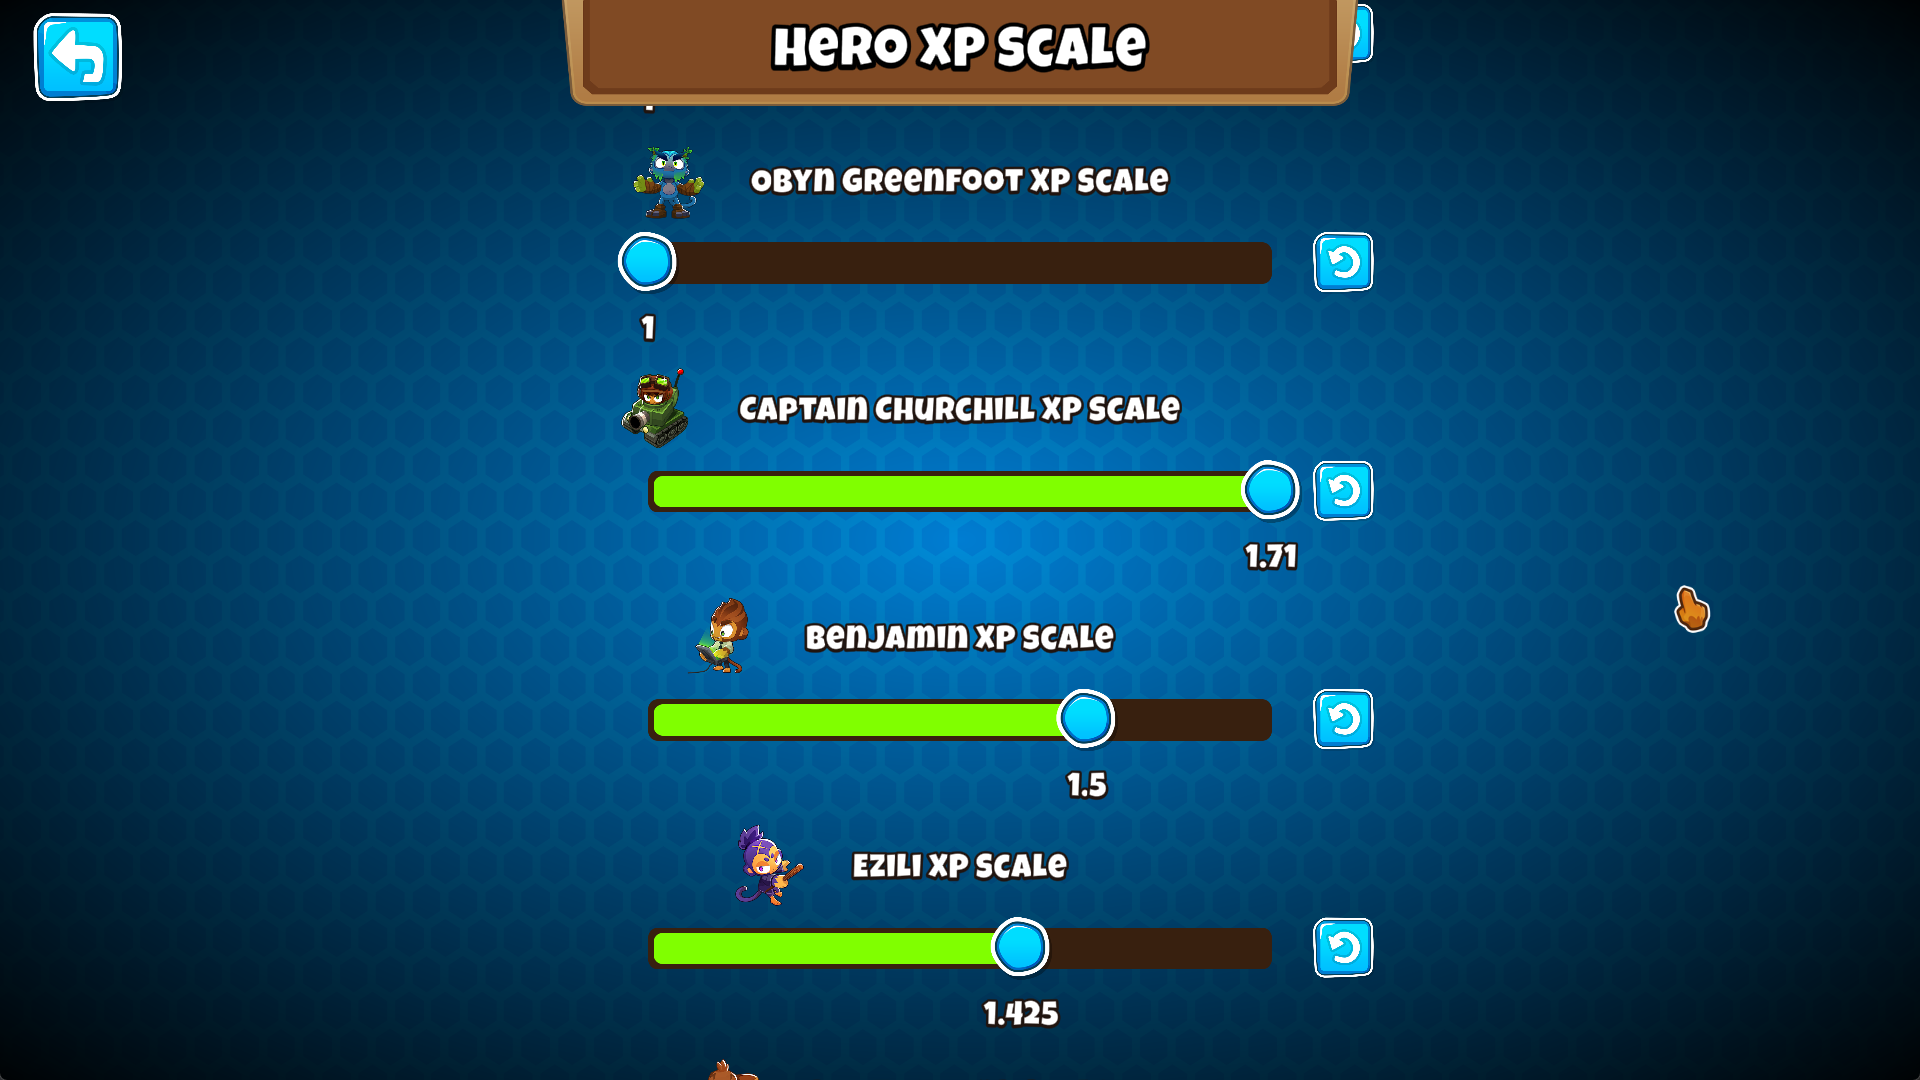 Hero XP Scale
Obyn Greenfoot XP Scale
1
Captain Churchill XP Scale
1.71
Benjamin XP Scale
1.5
Ezili XP Scale
1.425